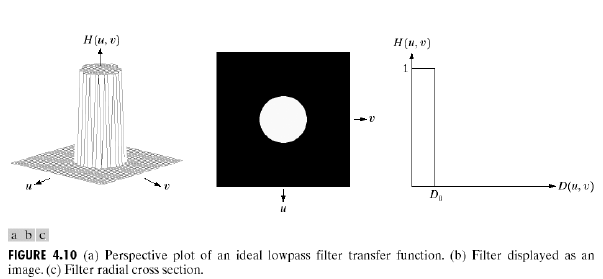 H(u, v)
u
v
v
u
H(u, v)
1
D₀
D(u, v)
a b c
FIGURE 4.10 (a) Perspective plot of an ideal lowpass filter transfer function. (b) Filter displayed as an
image. (c) Filter radial cross section.